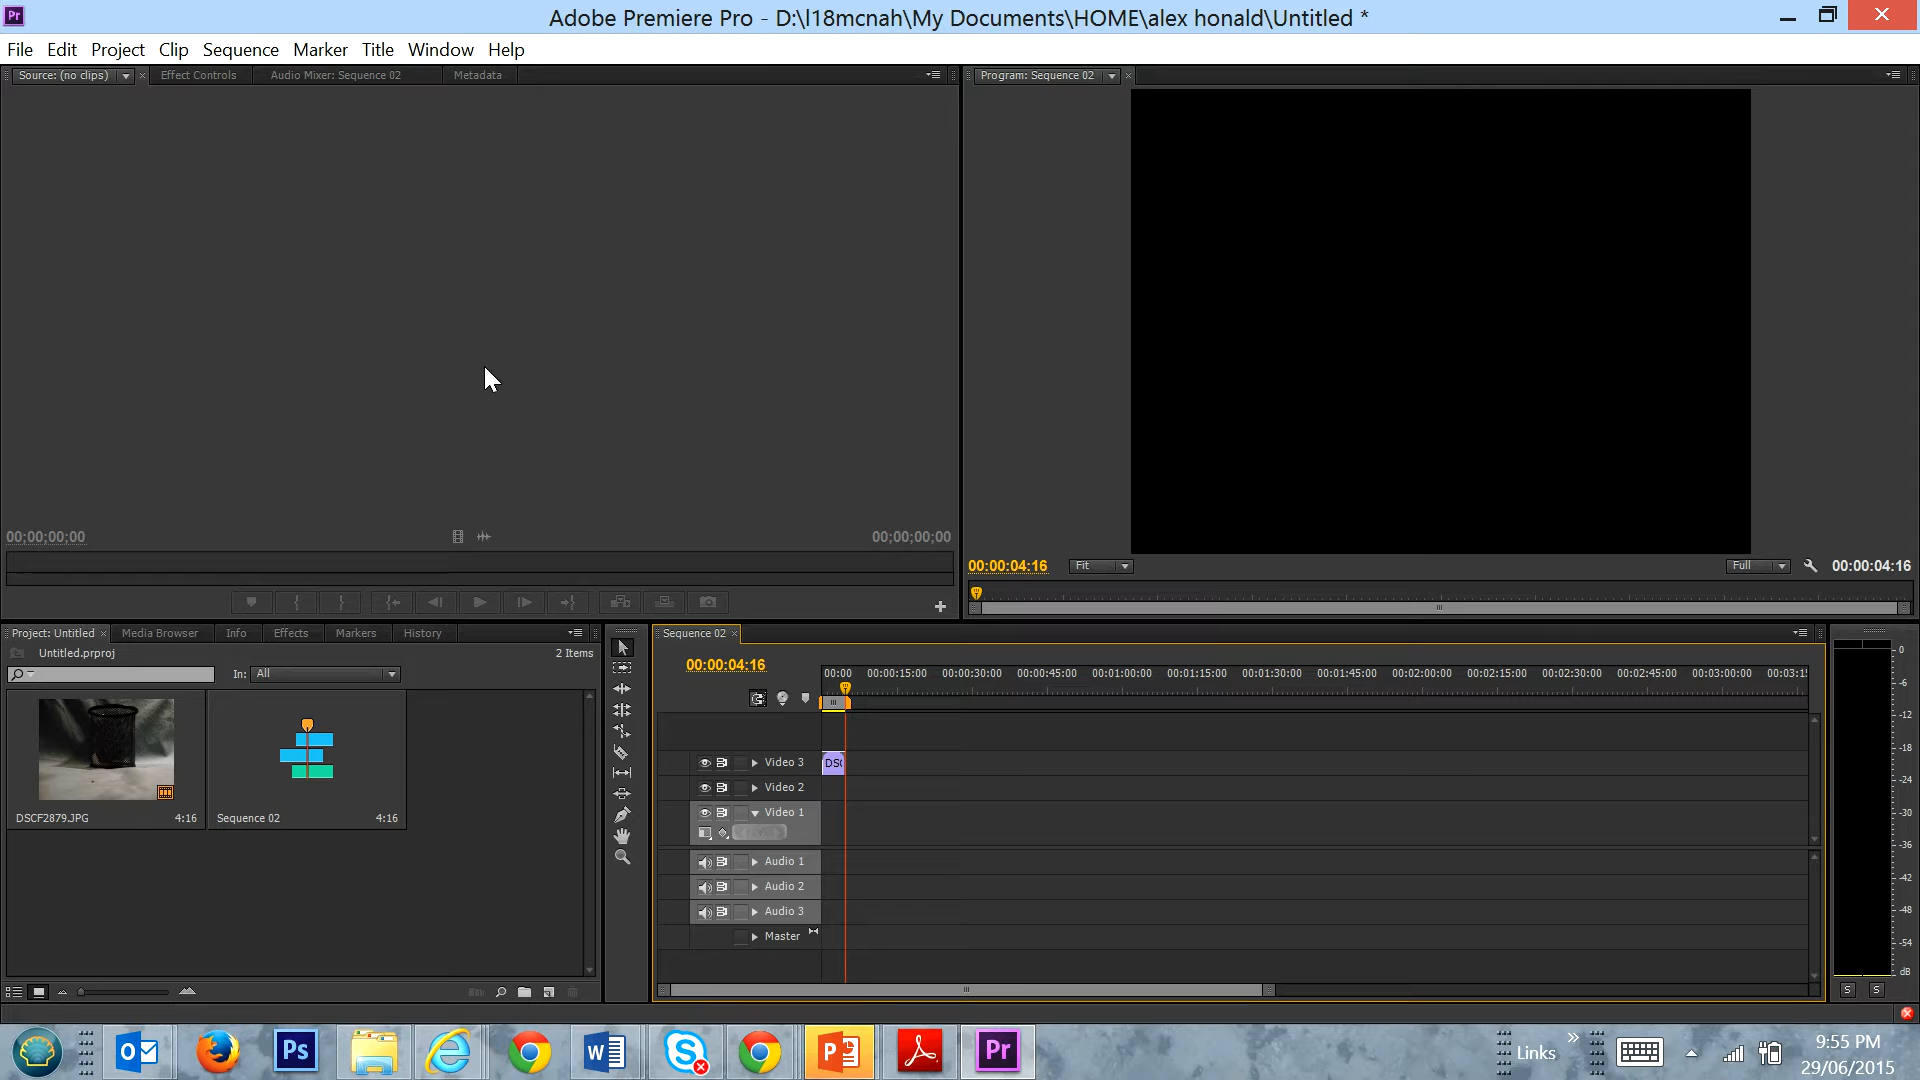 Pr
Adobe Premiere Pro - D:\l18mcnah\My Documents\HOME\alex honald\Untitled *
File Edit Project Clip Sequence Marker Title Window Help
Source: (no clips) Effect Controls Audio Mixer: Sequence 02 Metadata
Program: Sequence 02
00;00;00;00 00;00;00;00
00:00:04:16 Fit Full 00:00:04:16
Project: Untitled Media Browser Info Effects Markers History
Untitled.prproj 2 Items
In: All
DSCF2879.JPG 4:16
Sequence 02 4:16
Sequence 02
00:00:04:16
00:00 00:00:15:00 00:00:30:00 00:00:45:00 00:01:00:00 00:01:15:00 00:01:30:00 00:01:45:00 00:02:00:00 00:02:15:00 00:02:30:00 00:02:45:00 00:03:00:00 00:03:15
Video 3 DSC
Video 2
Video 1
Audio 1
Audio 2
Audio 3
Master
0
-6
-12
-18
-24
-30
-36
-42
-48
-54
dB
S S
Ps
Pr
Links
9:55 PM
29/06/2015